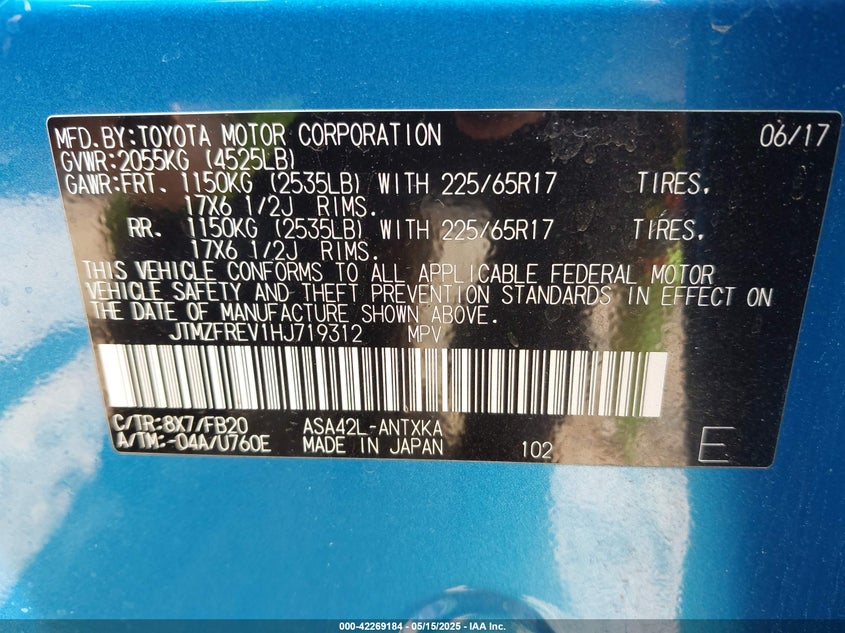 MFD.BY:TOYOTA MOTOR CORPORATION 06/17
GVWR:2055KG (4525LB)
GAWR:FRT. 1150KG (2535LB) WITH 225/65R17 TIRES,
17X6 1/2J RIMS.
RR. 1150KG (2535LB) WITH 225/65R17 TIRES,
17X6 1/2J RIMS.
THIS VEHICLE CONFORMS TO ALL APPLICABLE FEDERAL MOTOR
VEHICLE SAFETY AND THEFT PREVENTION STANDARDS IN EFFECT ON
THE DATE OF MANUFACTURE SHOWN ABOVE.
JTMZFREV1HJ719312 MPV
C/TR:8X7/FB20 ASA42L-ANTXKA
A/TM:-04A/U760E MADE IN JAPAN 102 E
000-42269184 - 05/15/2025 - IAA Inc.